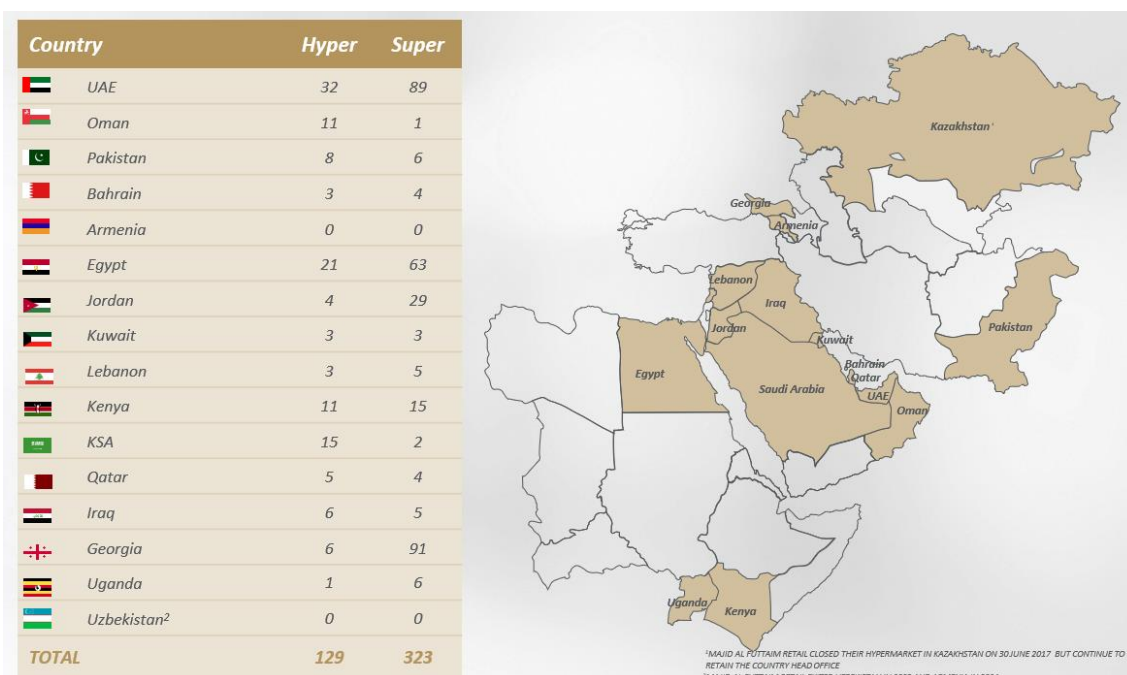 Country Hyper Super
UAE 32 89
Oman 11 1
Pakistan 8 6
Bahrain 3 4
Armenia 0 0
Egypt 21 63
Jordan 4 29
Kuwait 3 3
Lebanon 3 5
Kenya 11 15
KSA 15 2
Qatar 5 4
Iraq 6 5
Georgia 6 91
Uganda 1 6
Uzbekistan² 0 0
TOTAL 129 323
Kazakhstan¹
Georgia
Armenia
Lebanon
Iraq
Jordan
Kuwait
Pakistan
Bahrain
Qatar
Egypt
Saudi Arabia
UAE
Oman
Uganda
Kenya
¹MAJID AL FUTTAIM RETAIL CLOSED THEIR HYPERMARKET IN KAZAKHSTAN ON 30 JUNE 2017 BUT CONTINUE TO
RETAIN THE COUNTRY HEAD OFFICE